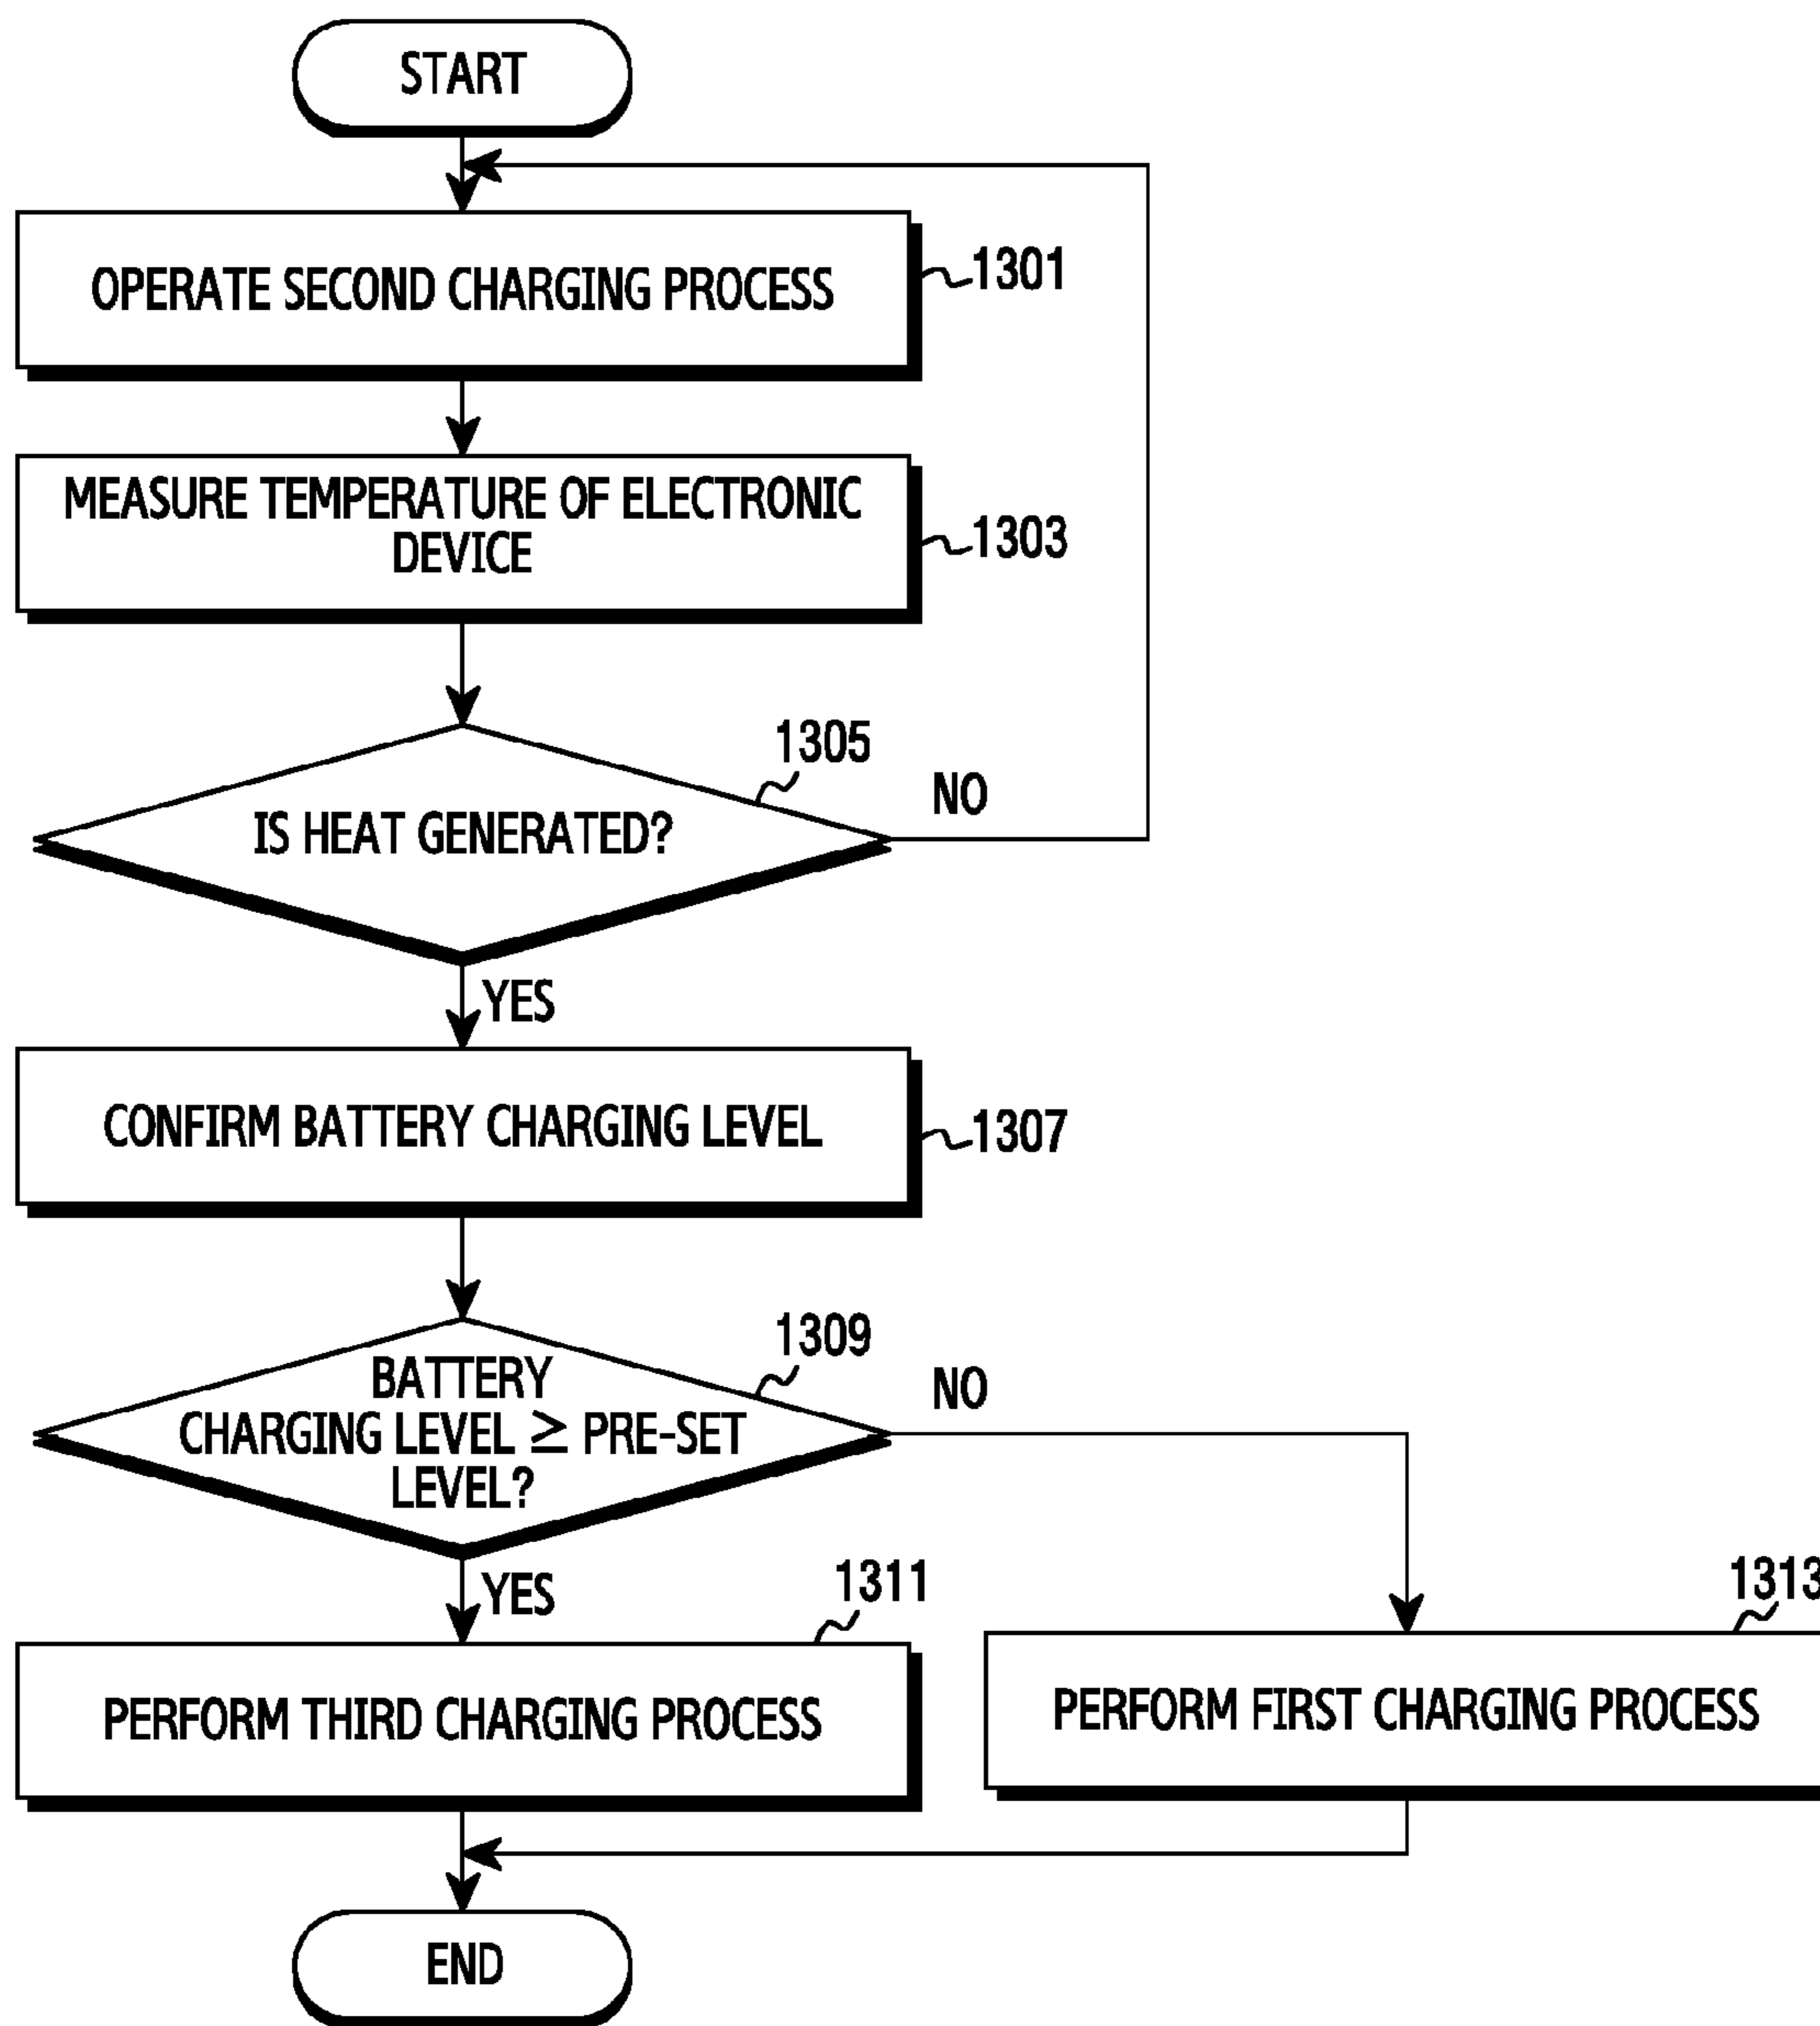 START
OPERATE SECOND CHARGING PROCESS
1301
MEASURE TEMPERATURE OF ELECTRONIC
DEVICE
1303
1305
IS HEAT GENERATED?
NO
YES
CONFIRM BATTERY CHARGING LEVEL
1307
1309
BATTERY
CHARGING LEVEL ≥ PRE-SET
LEVEL?
NO
YES
1311
PERFORM THIRD CHARGING PROCESS
1313
PERFORM FIRST CHARGING PROCESS
END